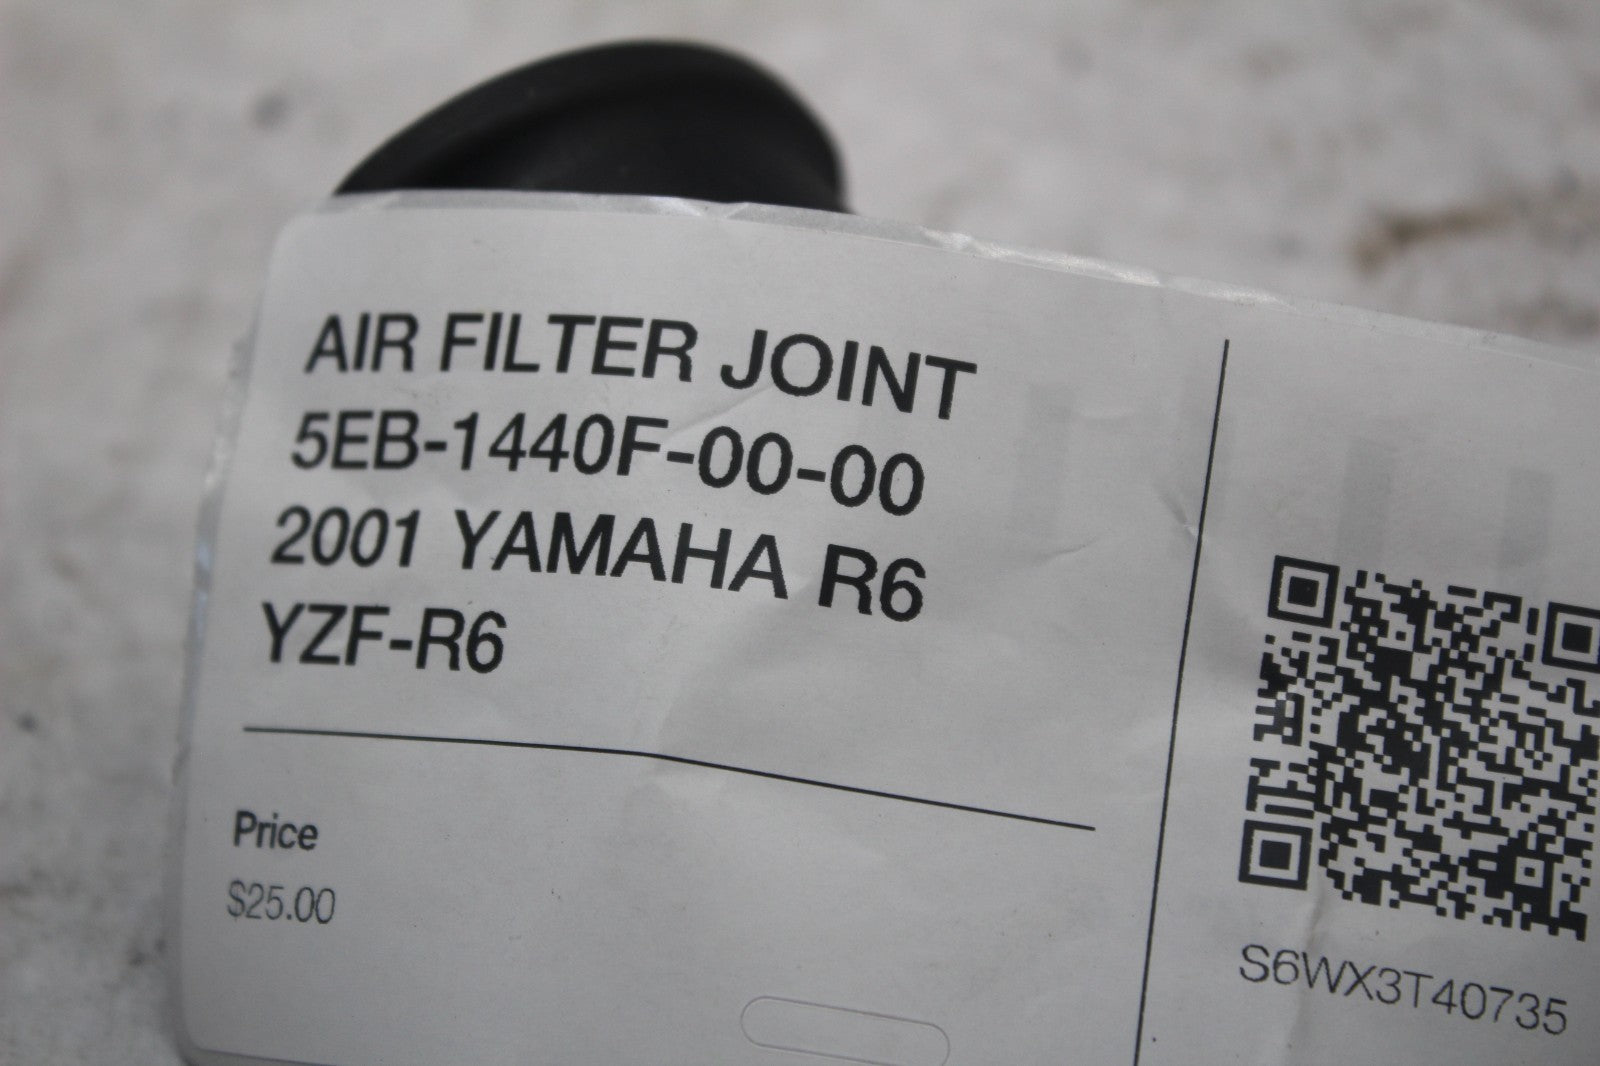 AIR FILTER JOINT
5EB-1440F-00-00
2001 YAMAHA R6
YZF-R6
Price
$25.00
S6WX3T40735